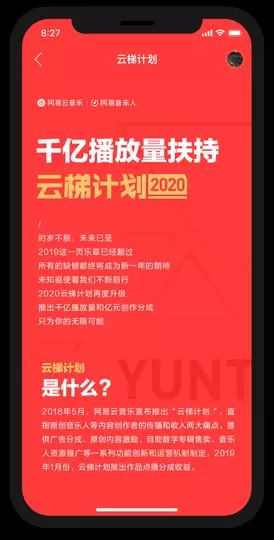 8:27
云梯计划
网易云音乐 | 网易音乐人
千亿播放量扶持
云梯计划2020
/
时岁不居，未来已至
2019这一页乐章已经翻过
所有的缺憾都终将成为新一年的期待
未知驱使着我们不断前行
2020云梯计划再度升级
推出千亿播放量和亿元创作分成
只为你的无限可能
YUNT
云梯计划
是什么？
2018年5月，网易云音乐宣布推出“云梯计划”，直
指原创音乐人等内容创作者的传播和收入两大痛点。提
供广告分成、原创内容激励、自助数字专辑售卖、音乐
人资源推广等一系列功能创新和运营机制制定；2019
年1月份，云梯计划推出作品点播分成收益。